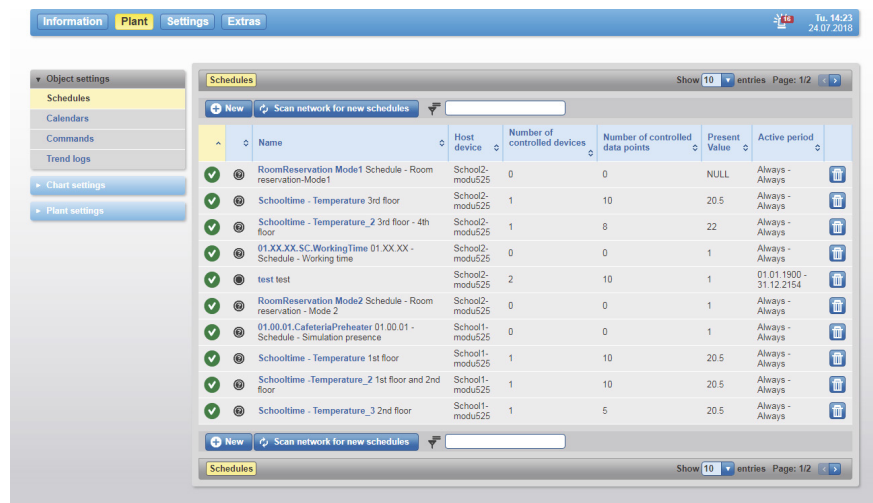 Information Plant Settings Extras 16 Tu. 14:23
24.07.2018
Object settings
Schedules
Calendars
Commands
Trend logs
Chart settings
Plant settings
Schedules Show 10 entries Page: 1/2
New Scan network for new schedules
Name Host device Number of controlled devices Number of controlled data points Present Value Active period
RoomReservation Mode1 Schedule - Room School2- 0 0 NULL Always -
reservation-Mode1 modu525 Always
Schooltime - Temperature 3rd floor School2- 1 10 20.5 Always -
modu525 Always
Schooltime - Temperature_2 3rd floor - 4th School2- 1 8 22 Always -
floor modu525 Always
01.XX.XX.SC.WorkingTime 01.XX.XX - School2- 0 0 1 Always -
Schedule - Working time modu525 Always
test test School2- 2 10 1 01.01.1900 -
modu525 31.12.2154
RoomReservation Mode2 Schedule - Room School2- 0 0 1 Always -
reservation - Mode 2 modu525 Always
01.00.01.CafeteriaPreheater 01.00.01 - School1- 0 0 1 Always -
Schedule - Simulation presence modu525 Always
Schooltime - Temperature 1st floor School1- 1 10 20.5 Always -
modu525 Always
Schooltime -Temperature_2 1st floor and 2nd School1- 1 10 20.5 Always -
floor modu525 Always
Schooltime - Temperature_3 2nd floor School1- 1 5 20.5 Always -
modu525 Always
New Scan network for new schedules
Schedules Show 10 entries Page: 1/2